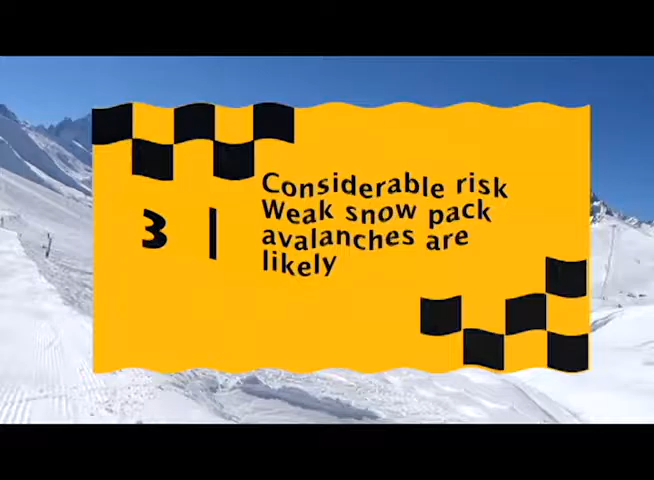 3 |
Considerable risk
Weak snow pack
avalanches are
likely